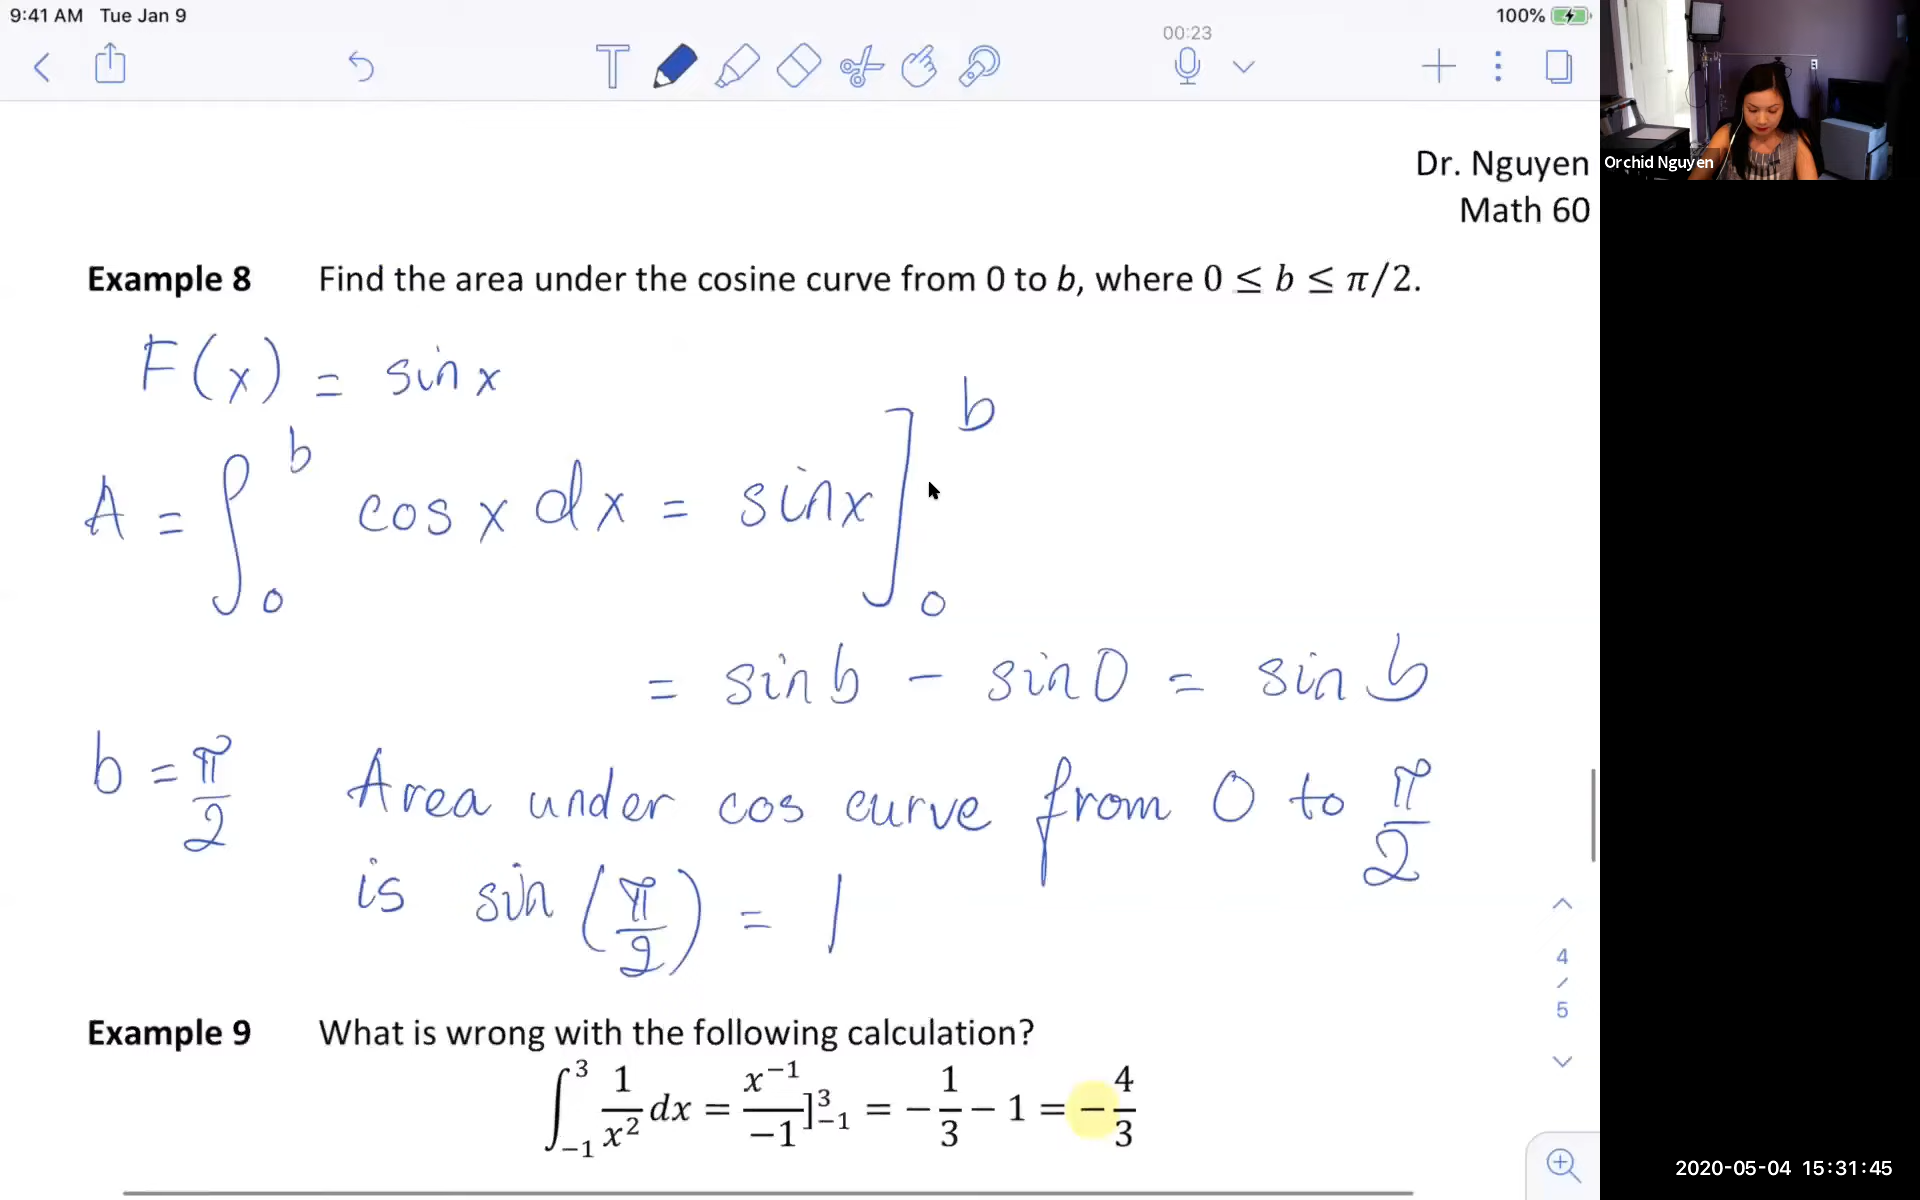 9:41 AM Tue Jan 9
100%
00:23
Orchid Nguyen
Dr. Nguyen
Math 60
Example 8 Find the area under the cosine curve from 0 to b, where 0 ≤ b ≤ π/2.
F(x) = sin x
A = ∫₀ᵇ cos x dx = sin x]₀ᵇ
= sin b - sin 0 = sin b
b = π/2 Area under cos curve from 0 to π/2
is sin (π/2) = 1
4
/
5
Example 9 What is wrong with the following calculation?
∫₋₁³ 1/x² dx = x⁻¹/−1]₋₁³ = −1/3 − 1 = −4/3
2020-05-04 15:31:45